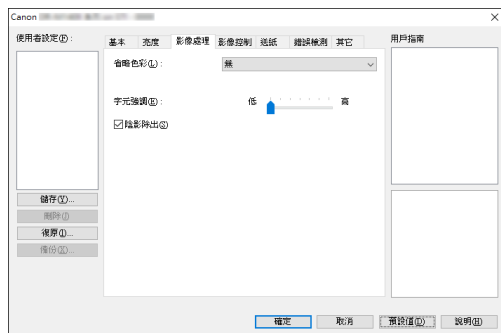 Canon
使用者設定(P):
基本 亮度 影像處理 影像控制 送紙 錯誤檢測 其它
用戶指南
省略色彩(L): 無
字元強調(E): 低 高
陰影除出(S)
儲存(V)...
刪除(J)
復原(I)...
備份(K)...
確定 取消 預設值(D) 說明(H)